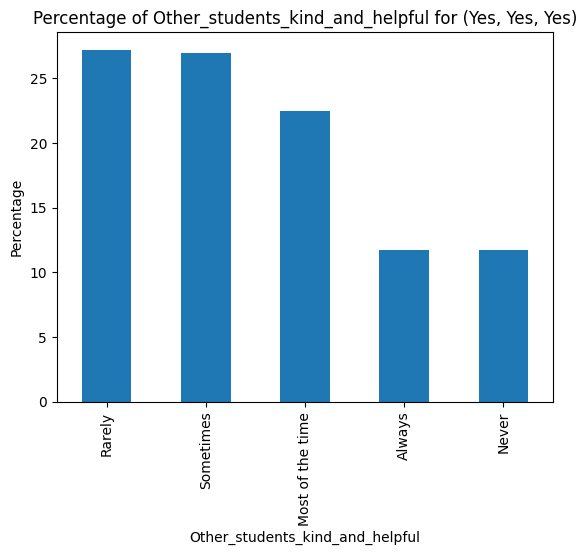 Percentage of Other_students_kind_and_helpful for (Yes, Yes, Yes)
Percentage
25
20
15
10
5
0
Rarely
Sometimes
Most of the time
Always
Never
Other_students_kind_and_helpful